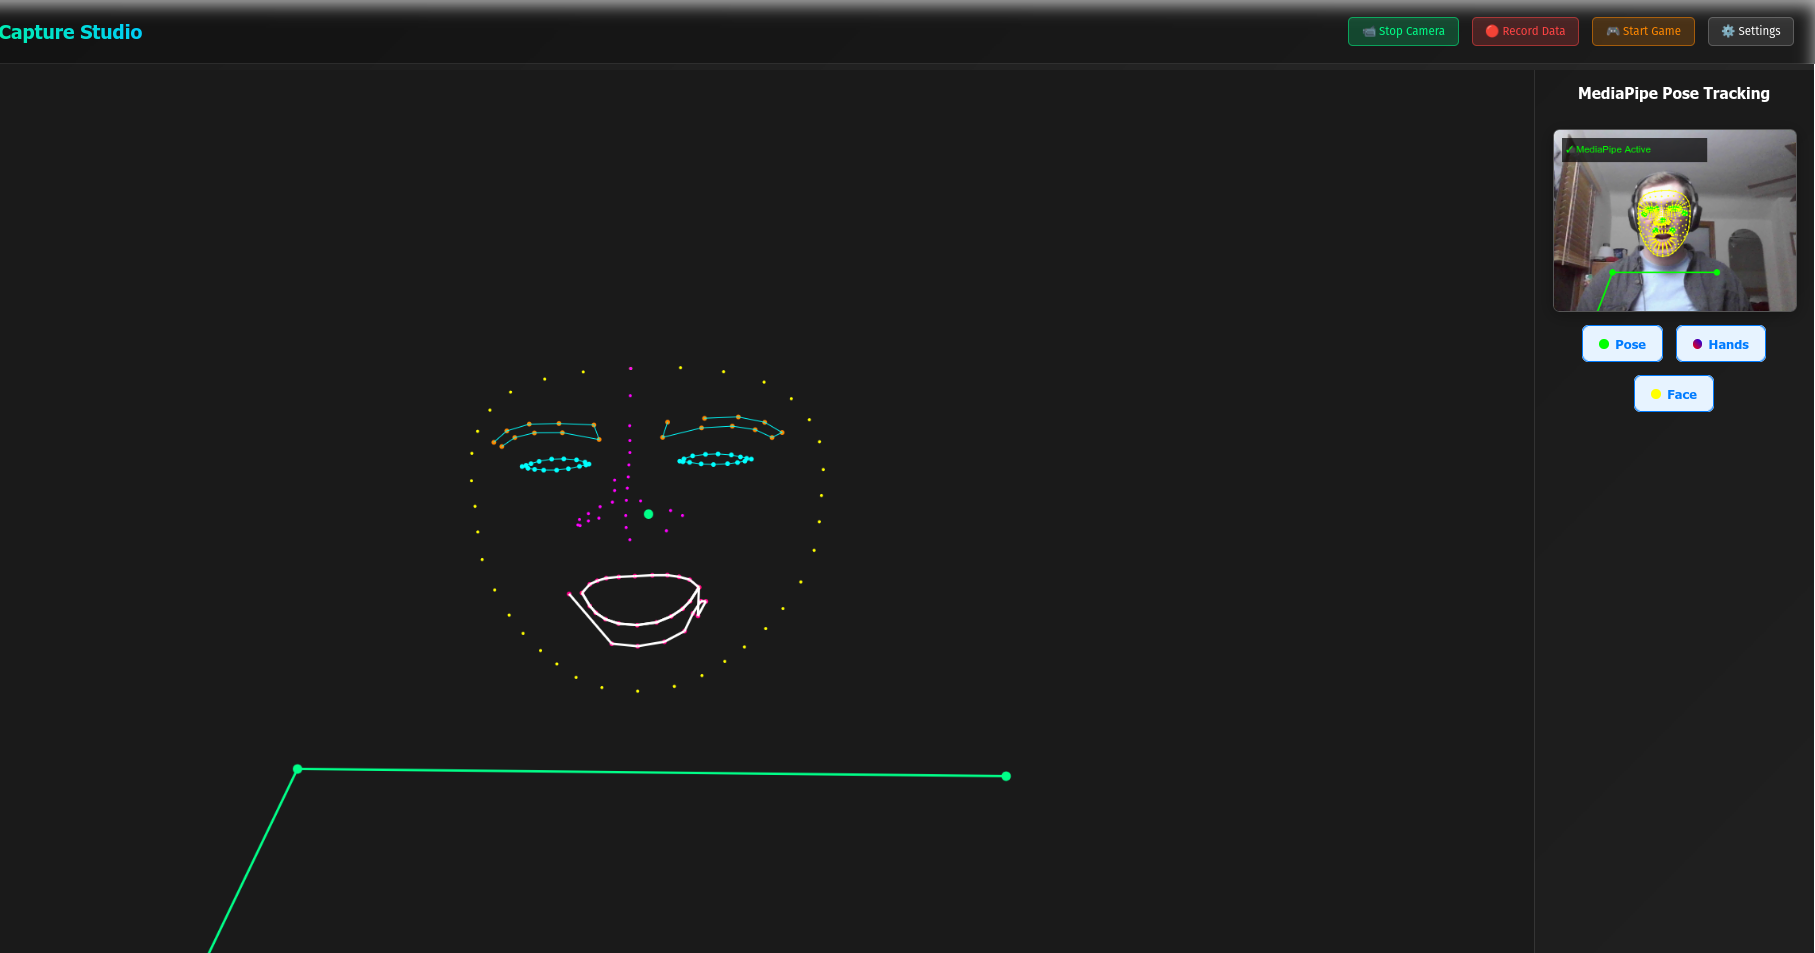 Capture Studio
Stop Camera
Record Data
Start Game
Settings
MediaPipe Pose Tracking
✓ MediaPipe Active
Pose
Hands
Face